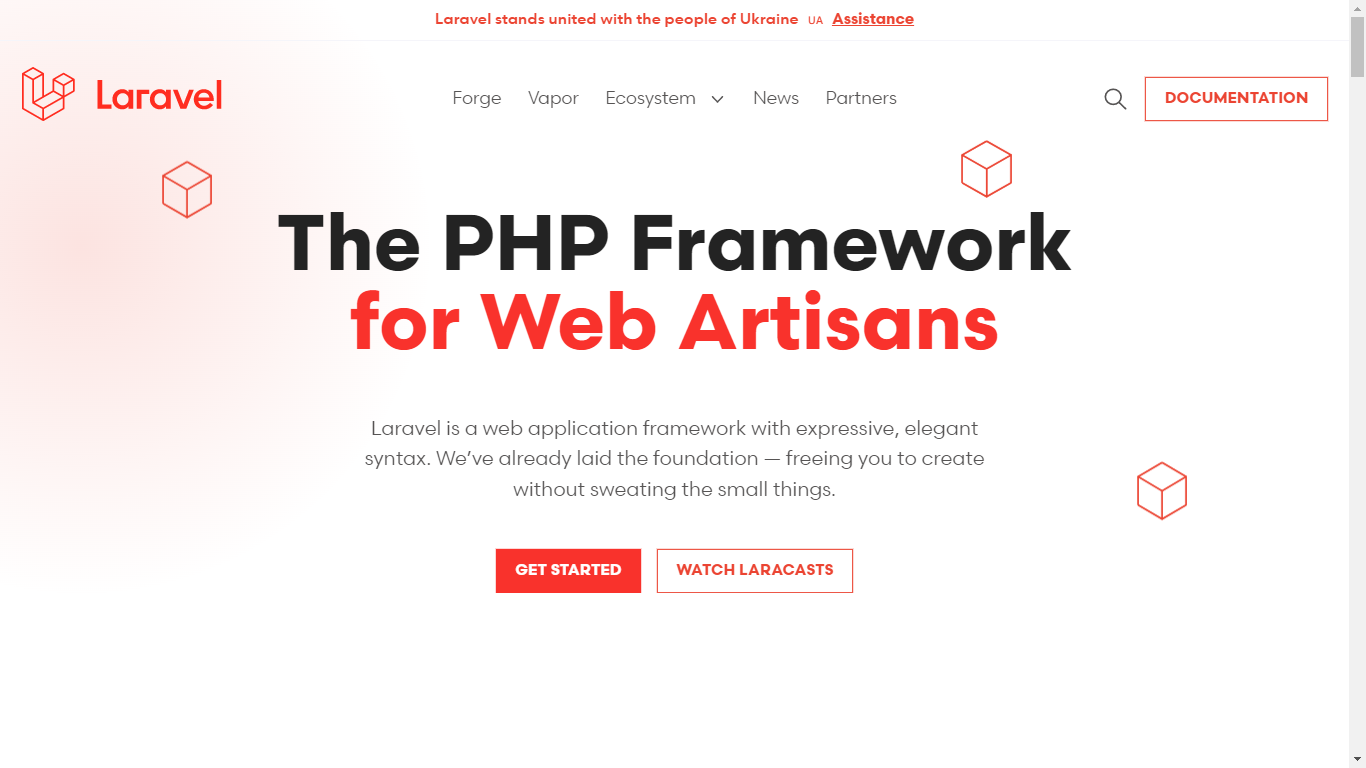 Laravel stands united with the people of Ukraine UA Assistance
Laravel
Forge Vapor Ecosystem News Partners
DOCUMENTATION
The PHP Framework
for Web Artisans
Laravel is a web application framework with expressive, elegant
syntax. We’ve already laid the foundation — freeing you to create
without sweating the small things.
GET STARTED
WATCH LARACASTS